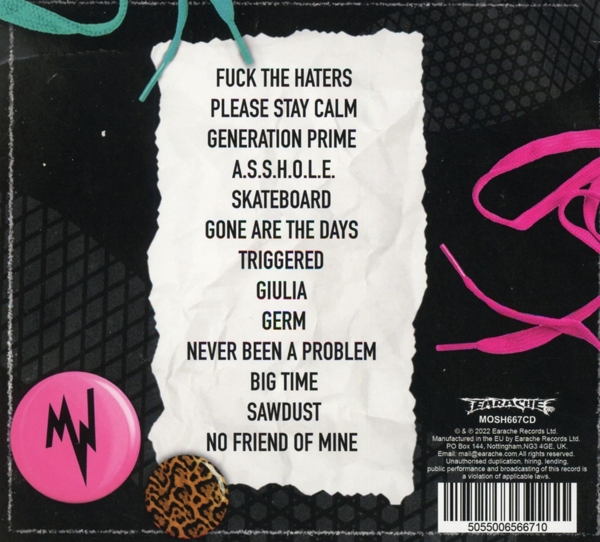 FUCK THE HATERS
PLEASE STAY CALM
GENERATION PRIME
A.S.S.H.O.L.E.
SKATEBOARD
GONE ARE THE DAYS
TRIGGERED
GIULIA
GERM
NEVER BEEN A PROBLEM
BIG TIME
SAWDUST
NO FRIEND OF MINE
MW
EARACHE
MOSH667CD
© & ℗ 2022 Earache Records Ltd.
Manufactured in the EU by Earache Records Ltd.
PO Box 144, Nottingham,NG3 4GE, UK.
Email: mail@earache.com All rights reserved.
Unauthorised duplication, hiring, lending,
public performance and broadcasting of this record is
a violation of applicable laws.
5055006566710